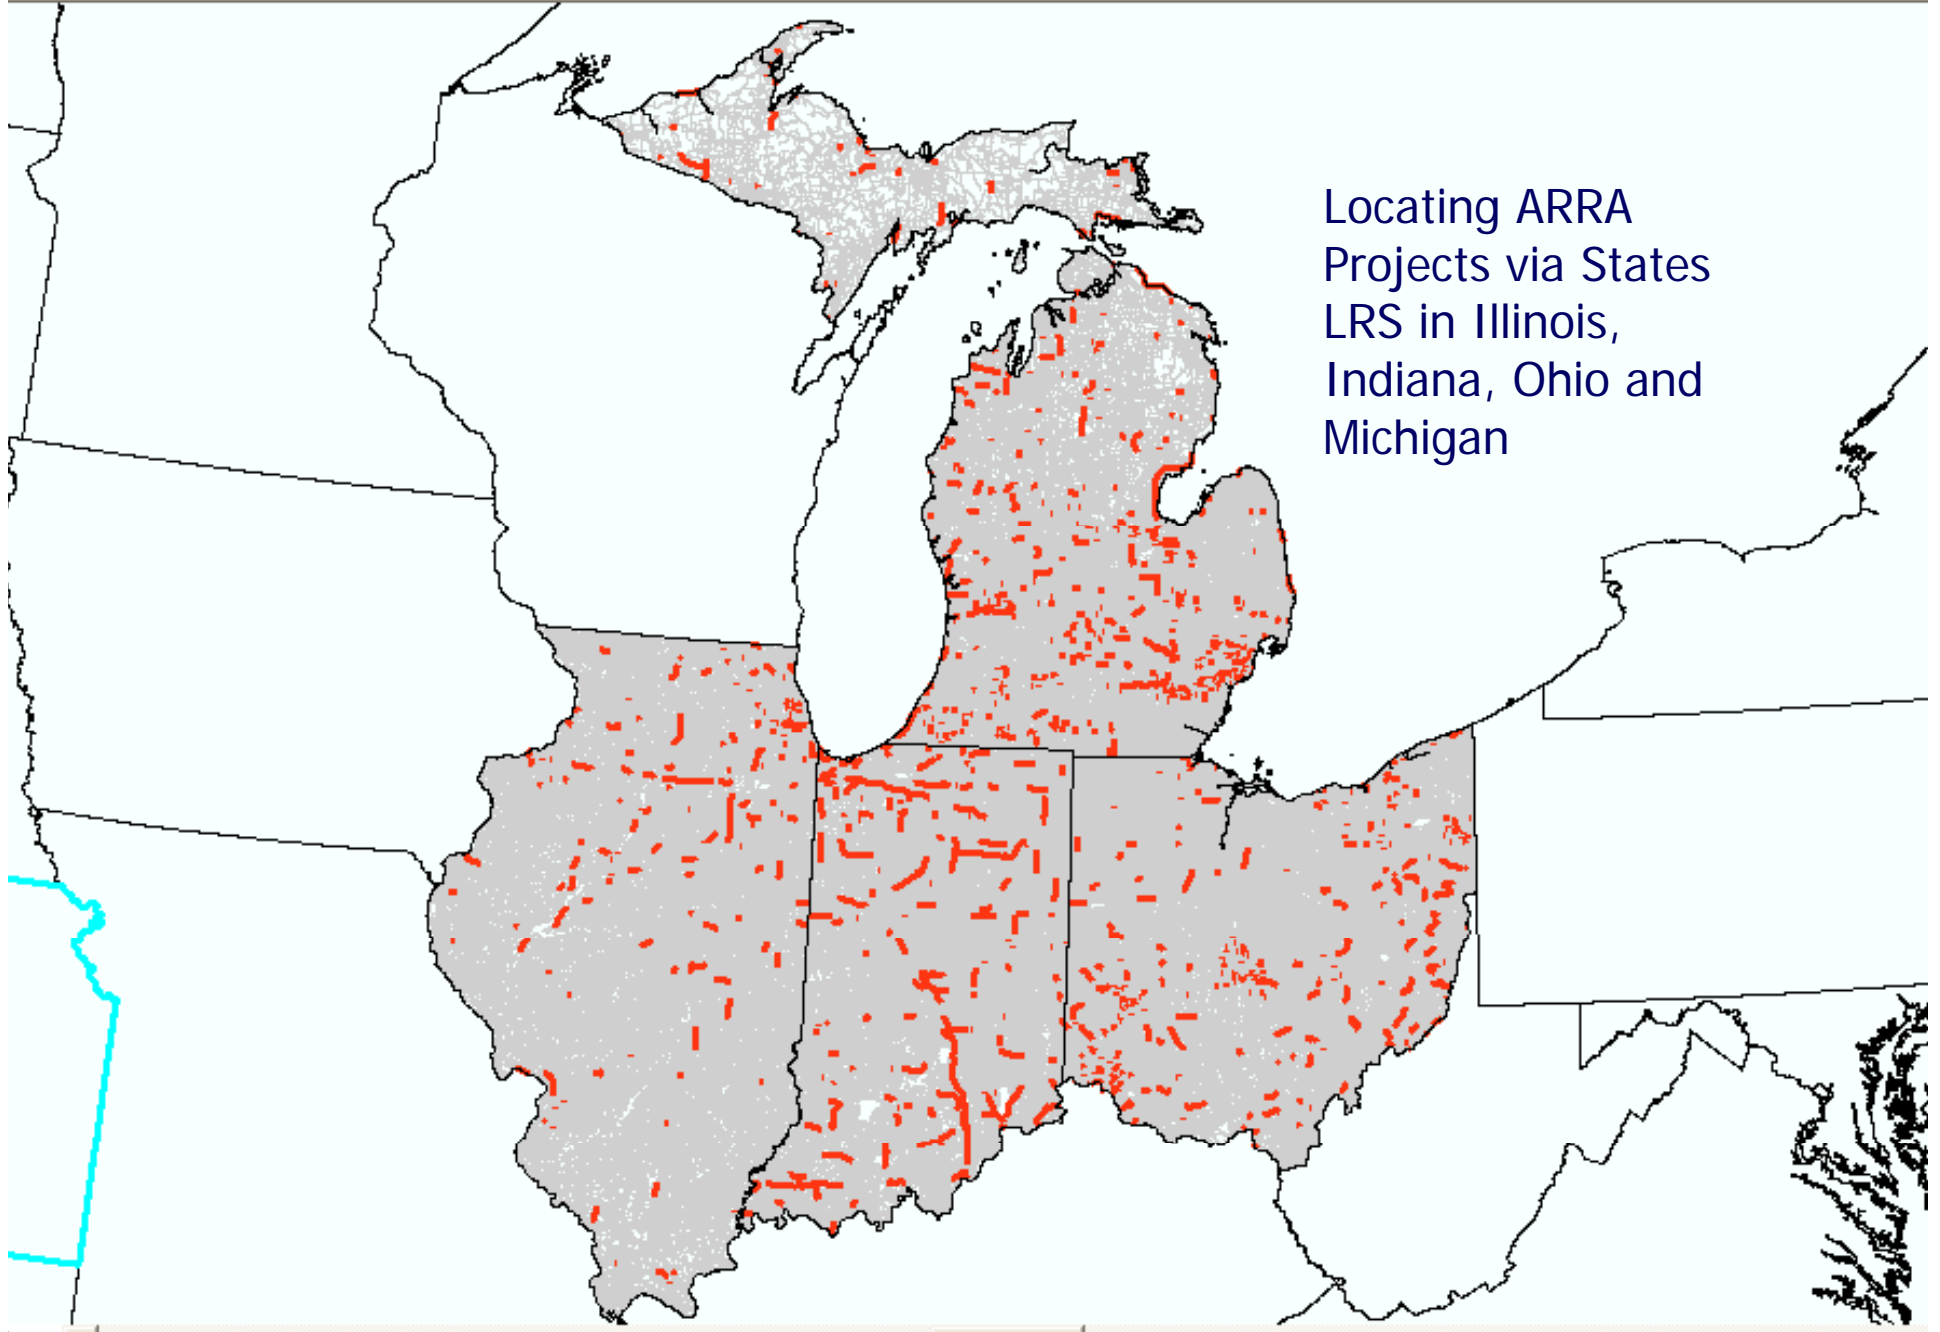 Locating ARRA
Projects via States
LRS in Illinois,
Indiana, Ohio and
Michigan